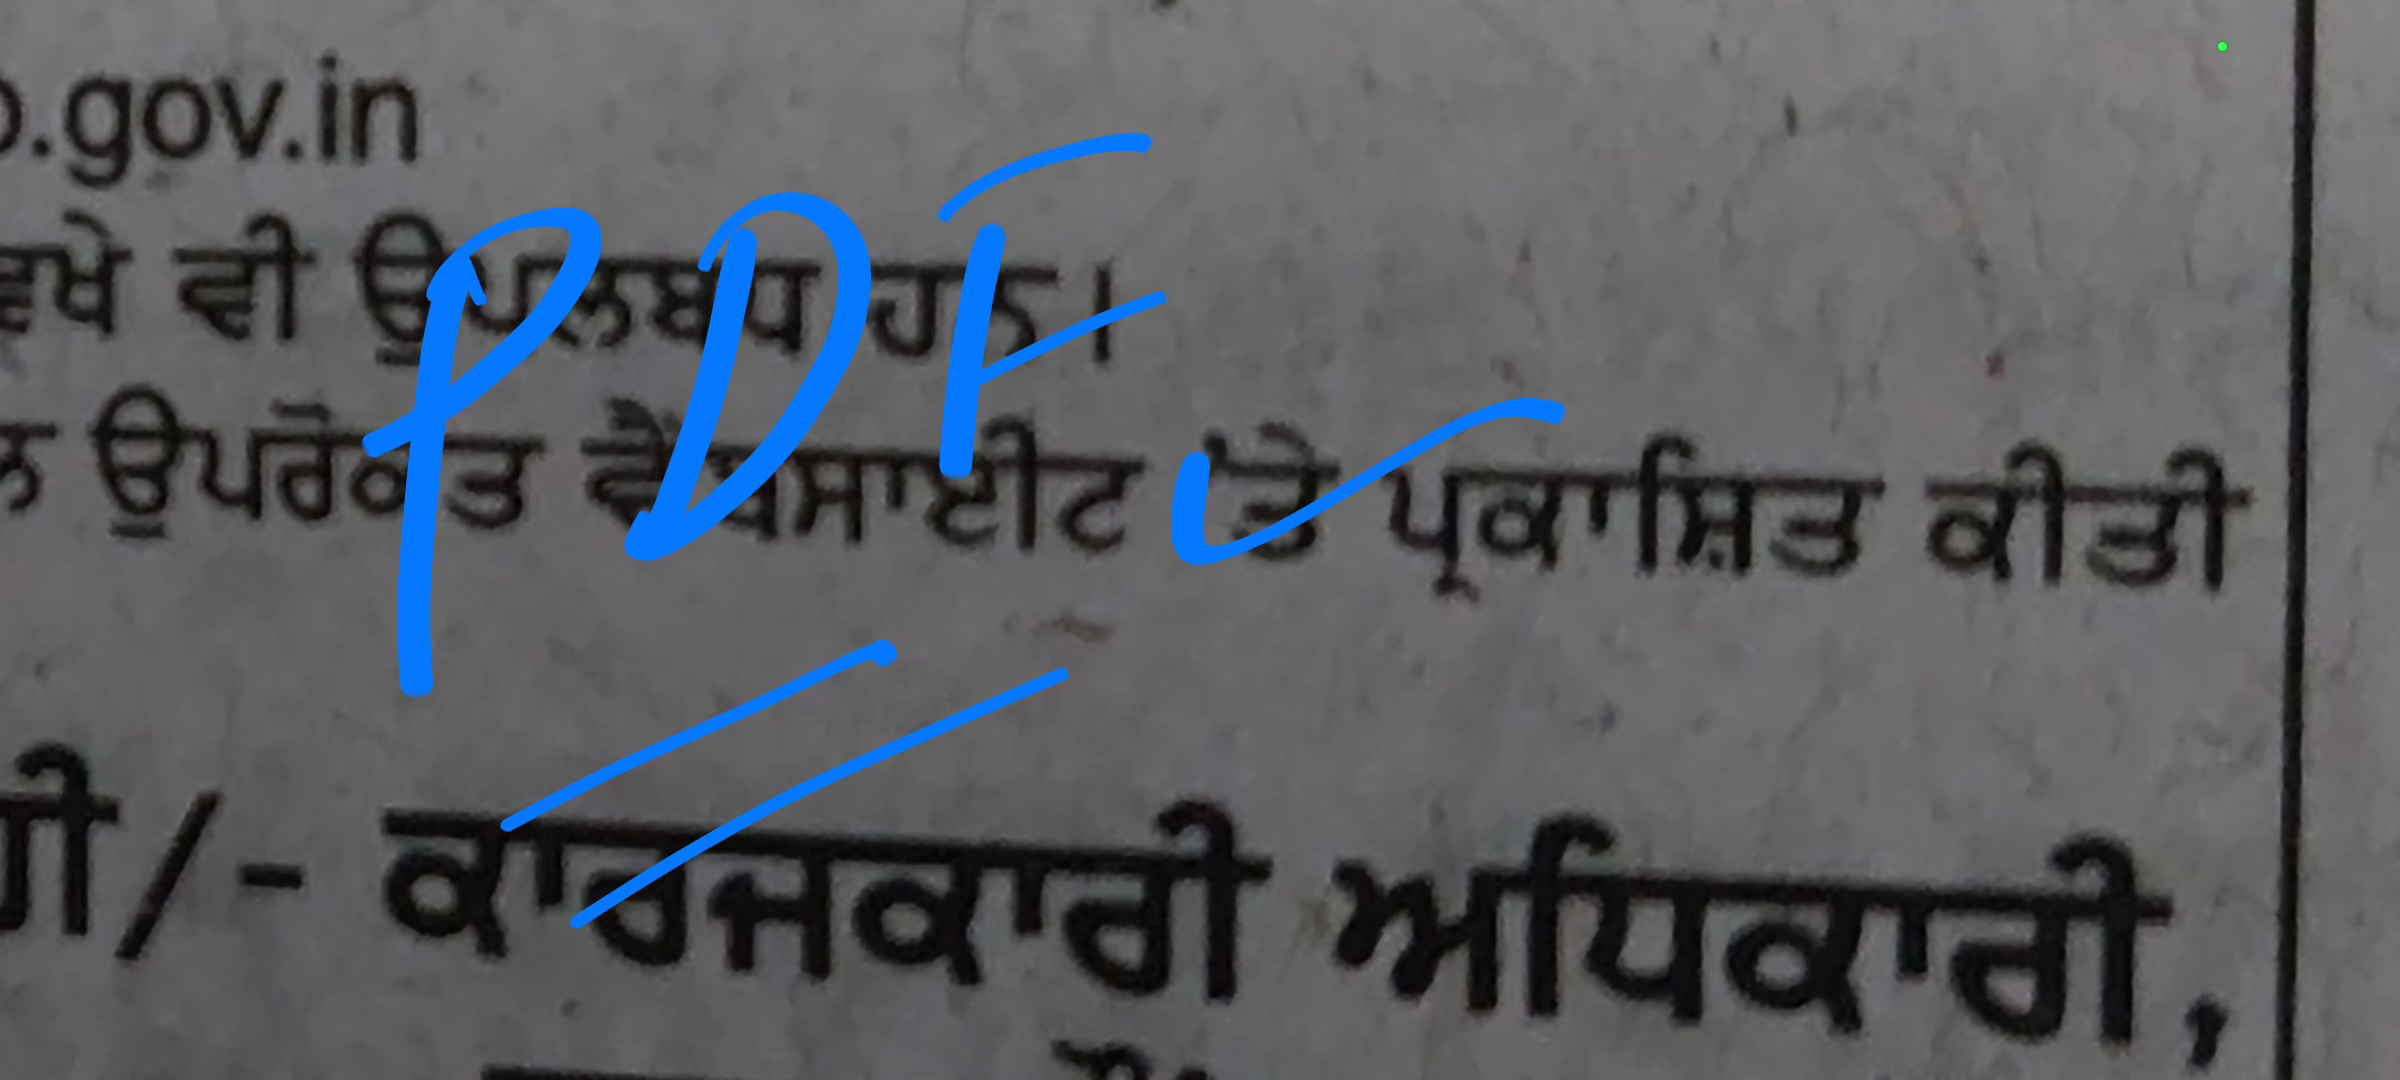 .gov.in
ਵਿਖੇ ਵੀ ਉਪਲਬਧ ਹਨ।
PDF
ਉਪਰੋਕਤ ਵੈੱਬਸਾਈਟ 'ਤੇ ਪ੍ਰਕਾਸ਼ਿਤ ਕੀਤੀ
/- ਕਾਰਜਕਾਰੀ ਅਧਿਕਾਰੀ,